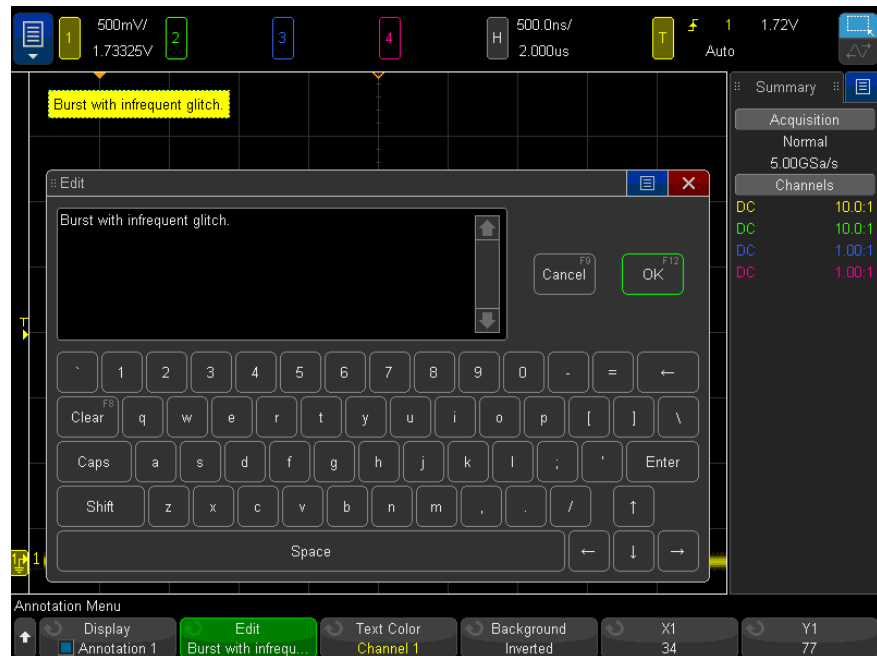 500mV/ 500.0ns/ 1 1.72V
1 2 3 4 H T
1.73325V 2.000us Auto
Burst with infrequent glitch.
Summary
Acquisition
Normal
5.00GSa/s
Channels
DC 10.0:1
DC 10.0:1
DC 1.00:1
DC 1.00:1
Edit
Burst with infrequent glitch.
Cancel F9
OK F12
T
` 1 2 3 4 5 6 7 8 9 0 - = ←
Clear F8 q w e r t y u i o p [ ] \
Caps a s d f g h j k l ; ' Enter
Shift z x c v b n m , . / ↑
Space ← ↓ →
1
Annotation Menu
Display Edit Text Color Background X1 Y1
Annotation 1 Burst with infrequ... Channel 1 Inverted 34 77